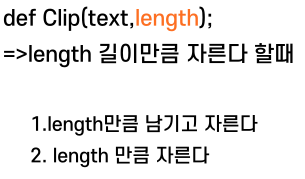 def Clip(text,length);
=>length 길이만큼 자른다 할때
1.length만큼 남기고 자른다
2. length 만큼 자른다